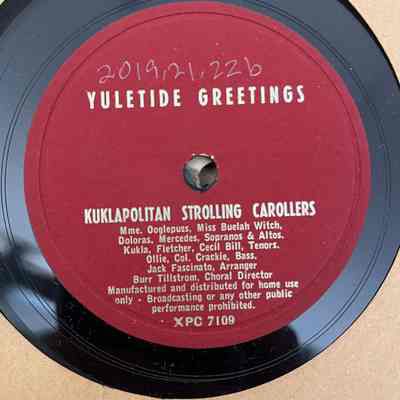 2019.21.22b
YULETIDE GREETINGS
KUKLAPOLITAN STROLLING CAROLLERS
Mme. Ooglepuss, Miss Buelah Witch,
Doloras, Mercedes, Sopranos & Altos.
Kukla, Fletcher, Cecil Bill, Tenors.
Ollie, Col. Crackie, Bass.
Jack Fascinato, Arranger
Burr Tillstrom, Choral Director
Manufactured and distributed for home use
only - Broadcasting or any other public
performance prohibited.
XPC 7109